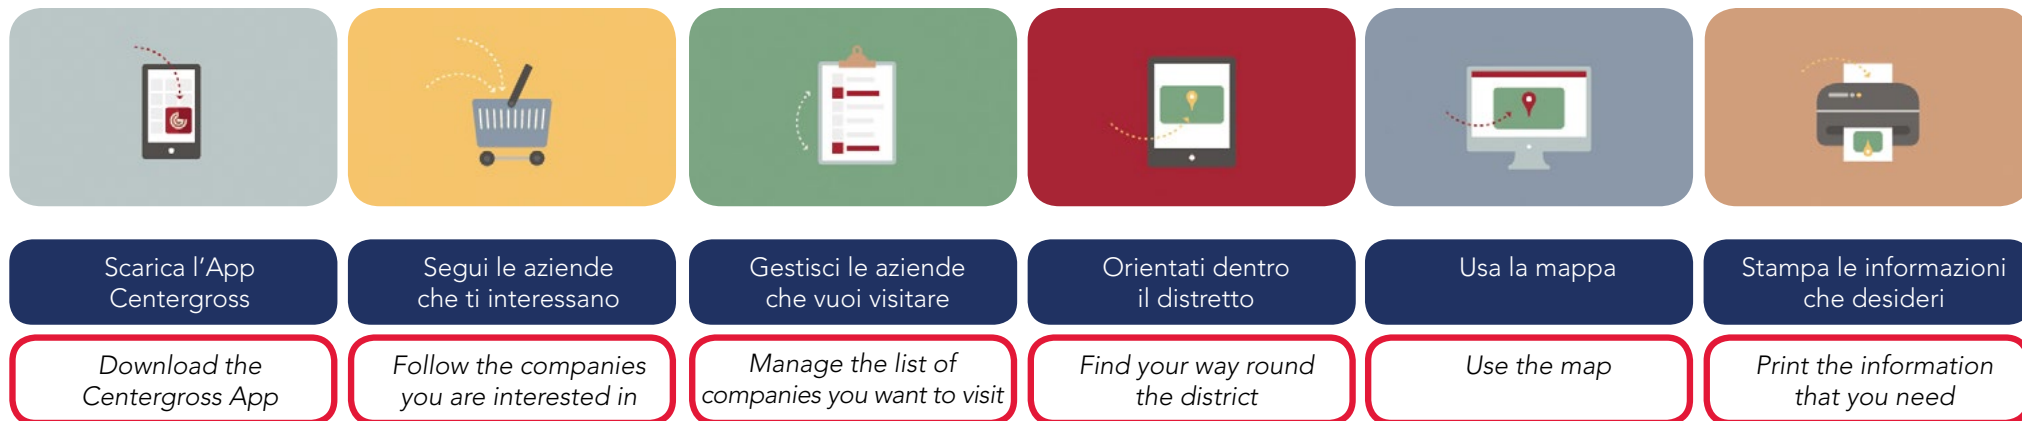 Scarica l'App
Centergross
Segui le aziende
che ti interessano
Gestisci le aziende
che vuoi visitare
Orientati dentro
il distretto
Usa la mappa
Stampa le informazioni
che desideri
Download the
Centergross App
Follow the companies
you are interested in
Manage the list of
companies you want to visit
Find your way round
the district
Use the map
Print the information
that you need